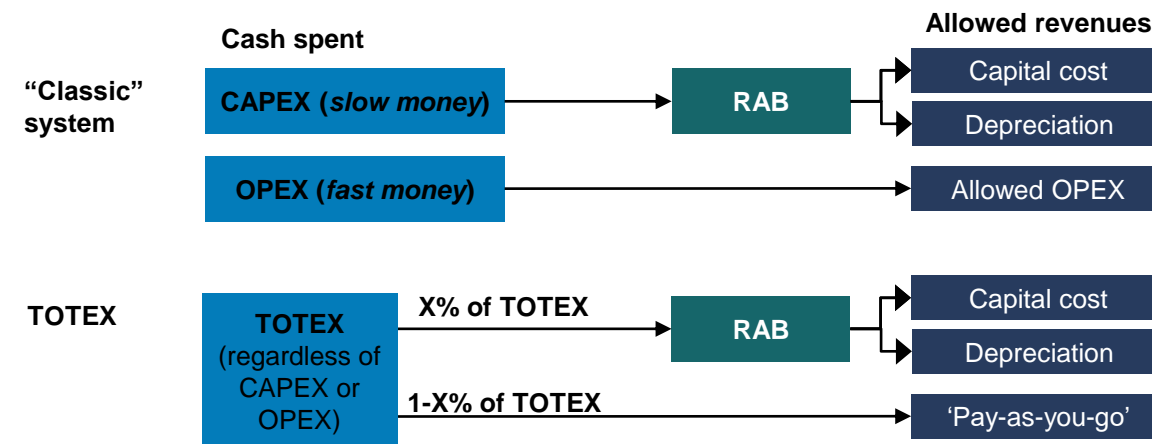 Cash spent
Allowed revenues
“Classic”
system
CAPEX (slow money)
RAB
Capital cost
Depreciation
OPEX (fast money)
Allowed OPEX
TOTEX
TOTEX
(regardless of
CAPEX or
OPEX)
X% of TOTEX
RAB
Capital cost
Depreciation
1-X% of TOTEX
‘Pay-as-you-go’